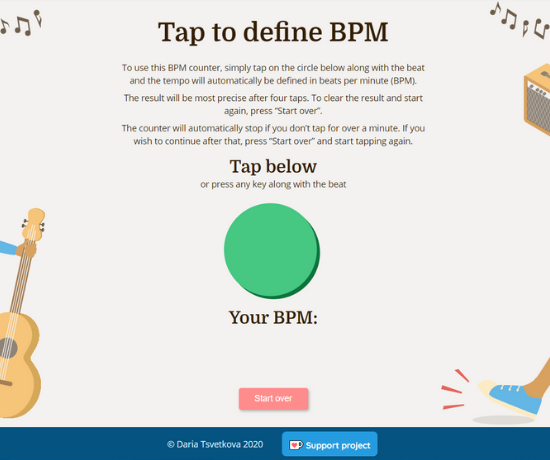 Tap to define BPM
To use this BPM counter, simply tap on the circle below along with the beat
and the tempo will automatically be defined in beats per minute (BPM).
The result will be most precise after four taps. To clear the result and start
again, press “Start over”.
The counter will automatically stop if you don’t tap for over a minute. If you
wish to continue after that, press “Start over” and start tapping again.
Tap below
or press any key along with the beat
Your BPM:
Start over
© Daria Tsvetkova 2020
Support project